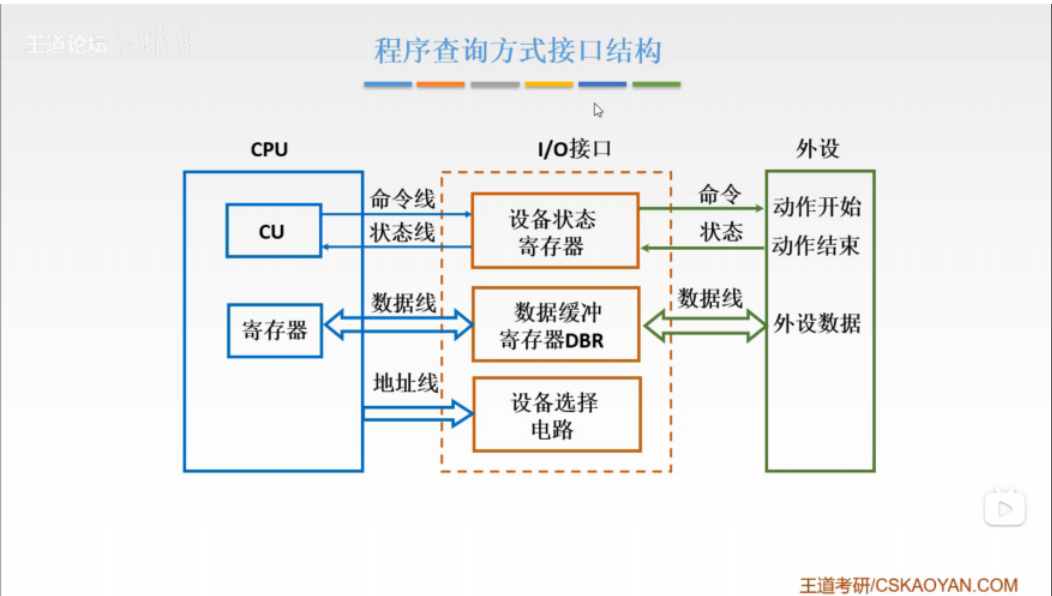 王道论坛
程序查询方式接口结构
CPU
I/O接口
外设
CU
命令线
状态线
设备状态
寄存器
命令
状态
动作开始
动作结束
寄存器
数据线
数据缓冲
寄存器DBR
数据线
外设数据
地址线
设备选择
电路
王道考研/CSKAOYAN.COM